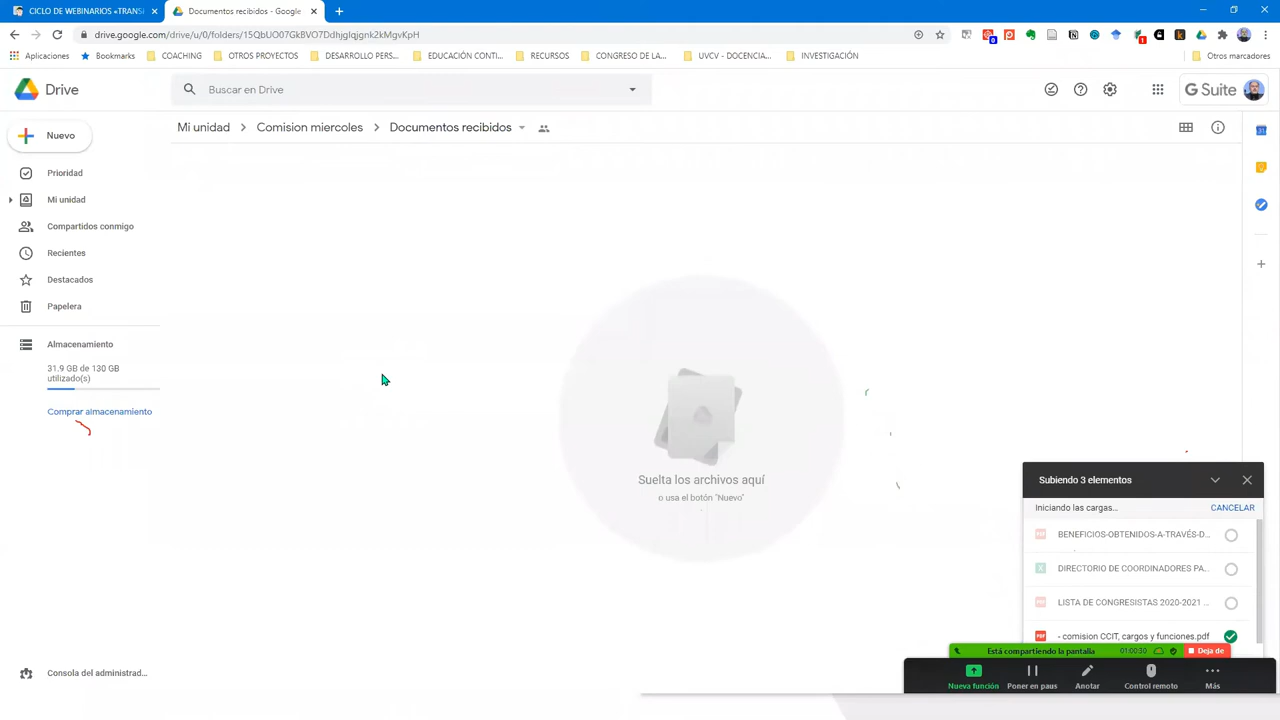 CICLO DE WEBINARIOS «TRANS
Documentos recibidos - Google
drive.google.com/drive/u/0/folders/15QbUO07GkBVO7Ddhjglqjgnk2kMgvKpH
Aplicaciones
Bookmarks
COACHING
OTROS PROYECTOS
DESARROLLO PERS...
EDUCACIÓN CONTI...
RECURSOS
CONGRESO DE LA...
UVCV - DOCENCIA...
INVESTIGACIÓN
Otros marcadores
Drive
Buscar en Drive
G Suite
Nuevo
Mi unidad
Comision miercoles
Documentos recibidos
Prioridad
Mi unidad
Compartidos conmigo
Recientes
Destacados
Papelera
Almacenamiento
31.9 GB de 130 GB
utilizado(s)
Comprar almacenamiento
Suelta los archivos aquí
o usa el botón "Nuevo"
Subiendo 3 elementos
Iniciando las cargas...
CANCELAR
BENEFICIOS-OBTENIDOS-A-TRAVÉS-D...
DIRECTORIO DE COORDINADORES PA...
LISTA DE CONGRESISTAS 2020-2021 ...
- comision CCIT, cargos y funciones.pdf
Está compartiendo la pantalla
01:00:30
Deja de
Nueva función
Poner en paus
Anotar
Control remoto
Más
Consola del administrad...